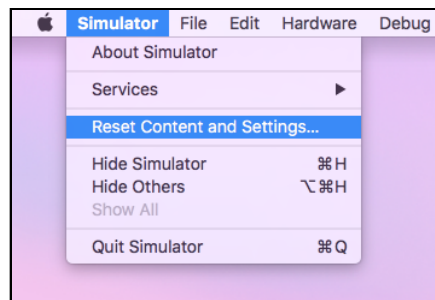 Simulator File Edit Hardware Debug
About Simulator
Services
Reset Content and Settings...
Hide Simulator ⌘H
Hide Others ⌥⌘H
Show All
Quit Simulator ⌘Q